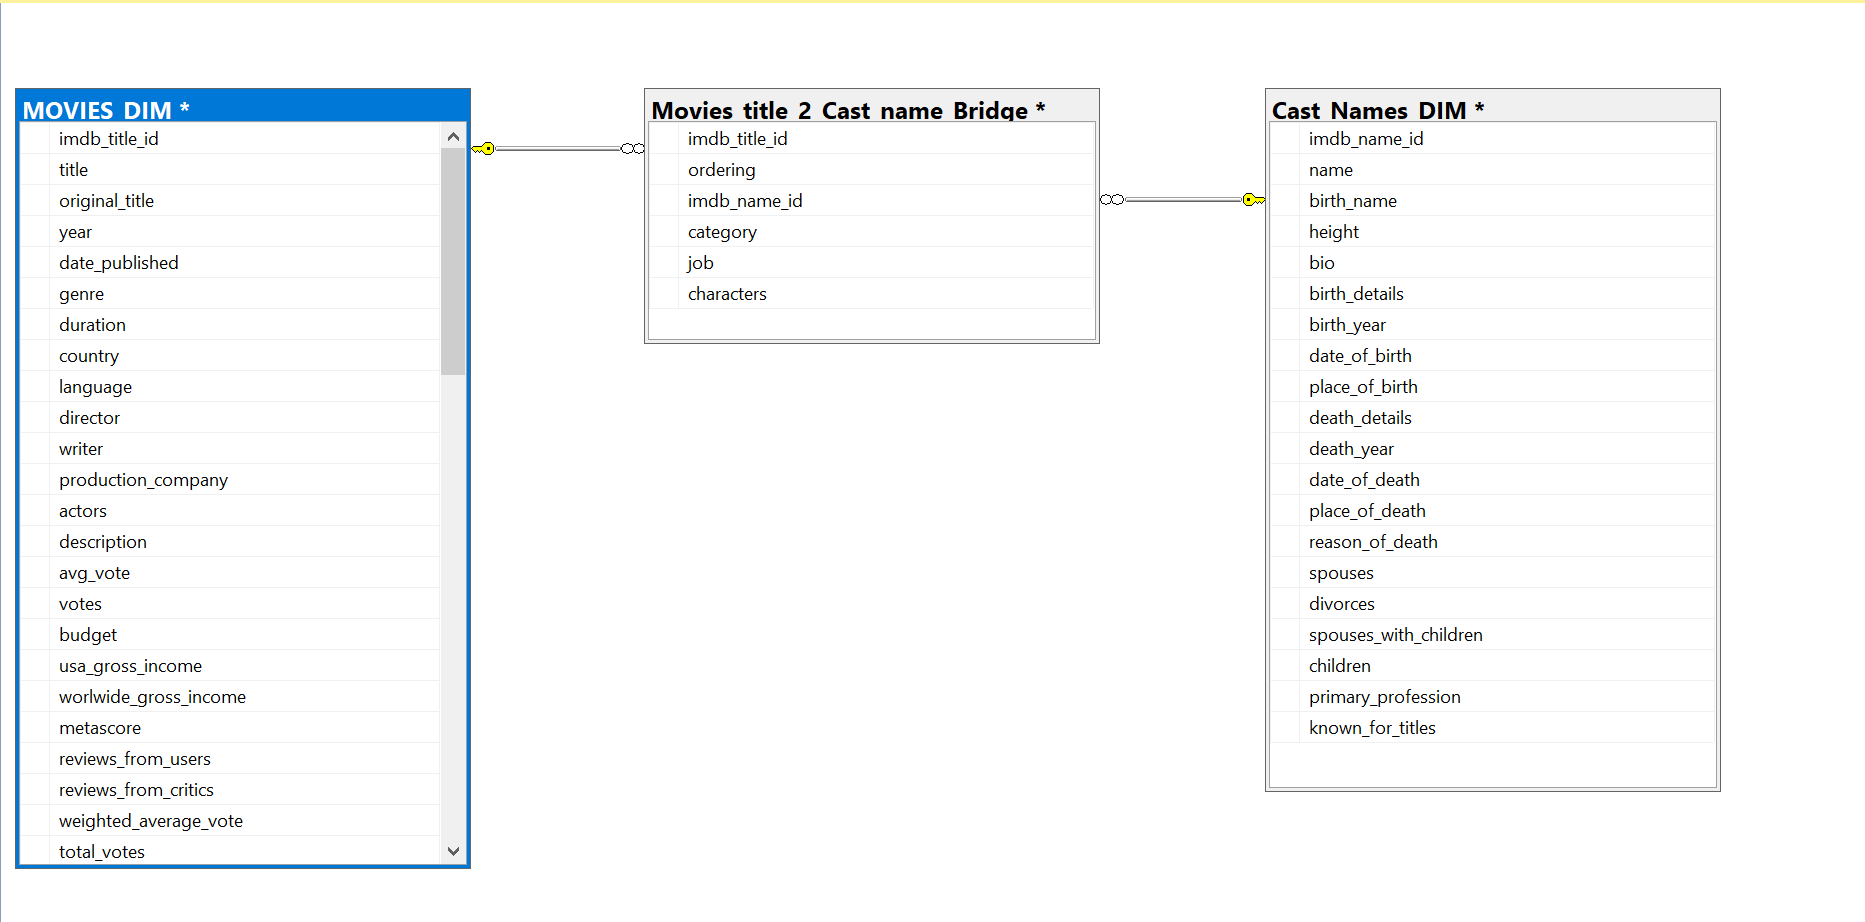 MOVIES_DIM *
imdb_title_id
title
original_title
year
date_published
genre
duration
country
language
director
writer
production_company
actors
description
avg_vote
votes
budget
usa_gross_income
worlwide_gross_income
metascore
reviews_from_users
reviews_from_critics
weighted_average_vote
total_votes
Movies_title_2_Cast_name_Bridge *
imdb_title_id
ordering
imdb_name_id
category
job
characters
Cast_Names_DIM *
imdb_name_id
name
birth_name
height
bio
birth_details
birth_year
date_of_birth
place_of_birth
death_details
death_year
date_of_death
place_of_death
reason_of_death
spouses
divorces
spouses_with_children
children
primary_profession
known_for_titles